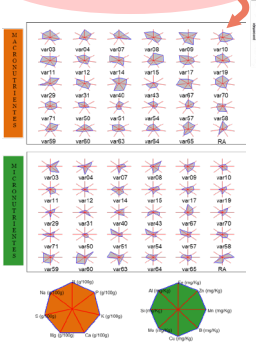 MACRONUTRIENTES
var03 var04 var07 var08 var09 var10
var11 var12 var14 var15 var17 var19
var29 var31 var40 var43 var67 var70
var71 var50 var51 var54 var57 var58
var59 var60 var63 var64 var65 RA
MICRONUTRIENTES
var03 var04 var07 var08 var09 var10
var11 var12 var14 var15 var17 var19
var29 var31 var40 var43 var67 var70
var71 var50 var51 var54 var57 var58
var59 var60 var63 var64 var65 RA
N (g/100g)
Na (g/100g) P (g/100g)
S (g/100g) K (g/100g)
Mg (g/100g) Ca (g/100g)
Fe (mg/Kg)
Al (mg/Kg) Zn (mg/Kg)
Mn (mg/Kg)
Mo (mg/Kg) B (mg/Kg)
Cu (mg/Kg)